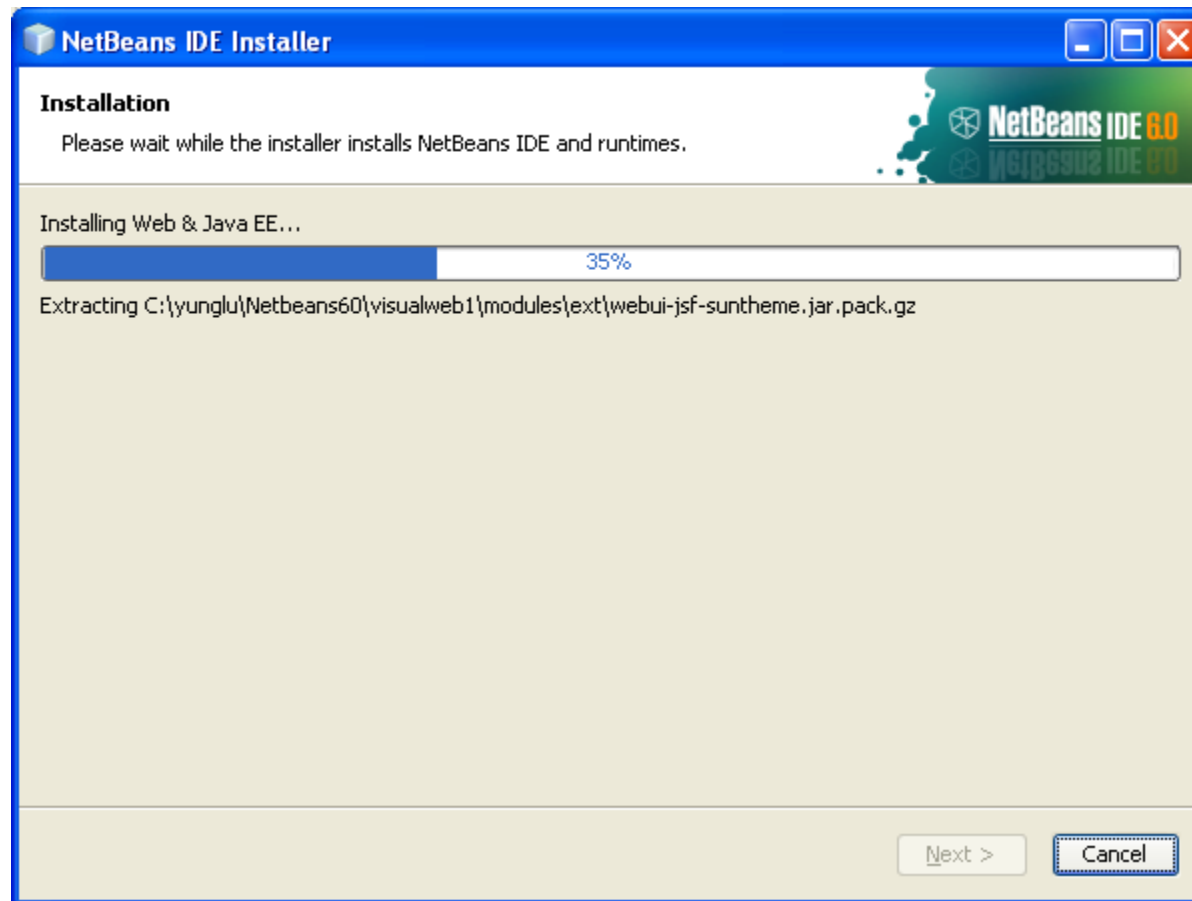 NetBeans IDE Installer
Installation
Please wait while the installer installs NetBeans IDE and runtimes.
NetBeans IDE 6.0
Installing Web & Java EE...
35%
Extracting C:\yunglu\Netbeans60\visualweb1\modules\ext\webui-jsf-suntheme.jar.pack.gz
Next >
Cancel